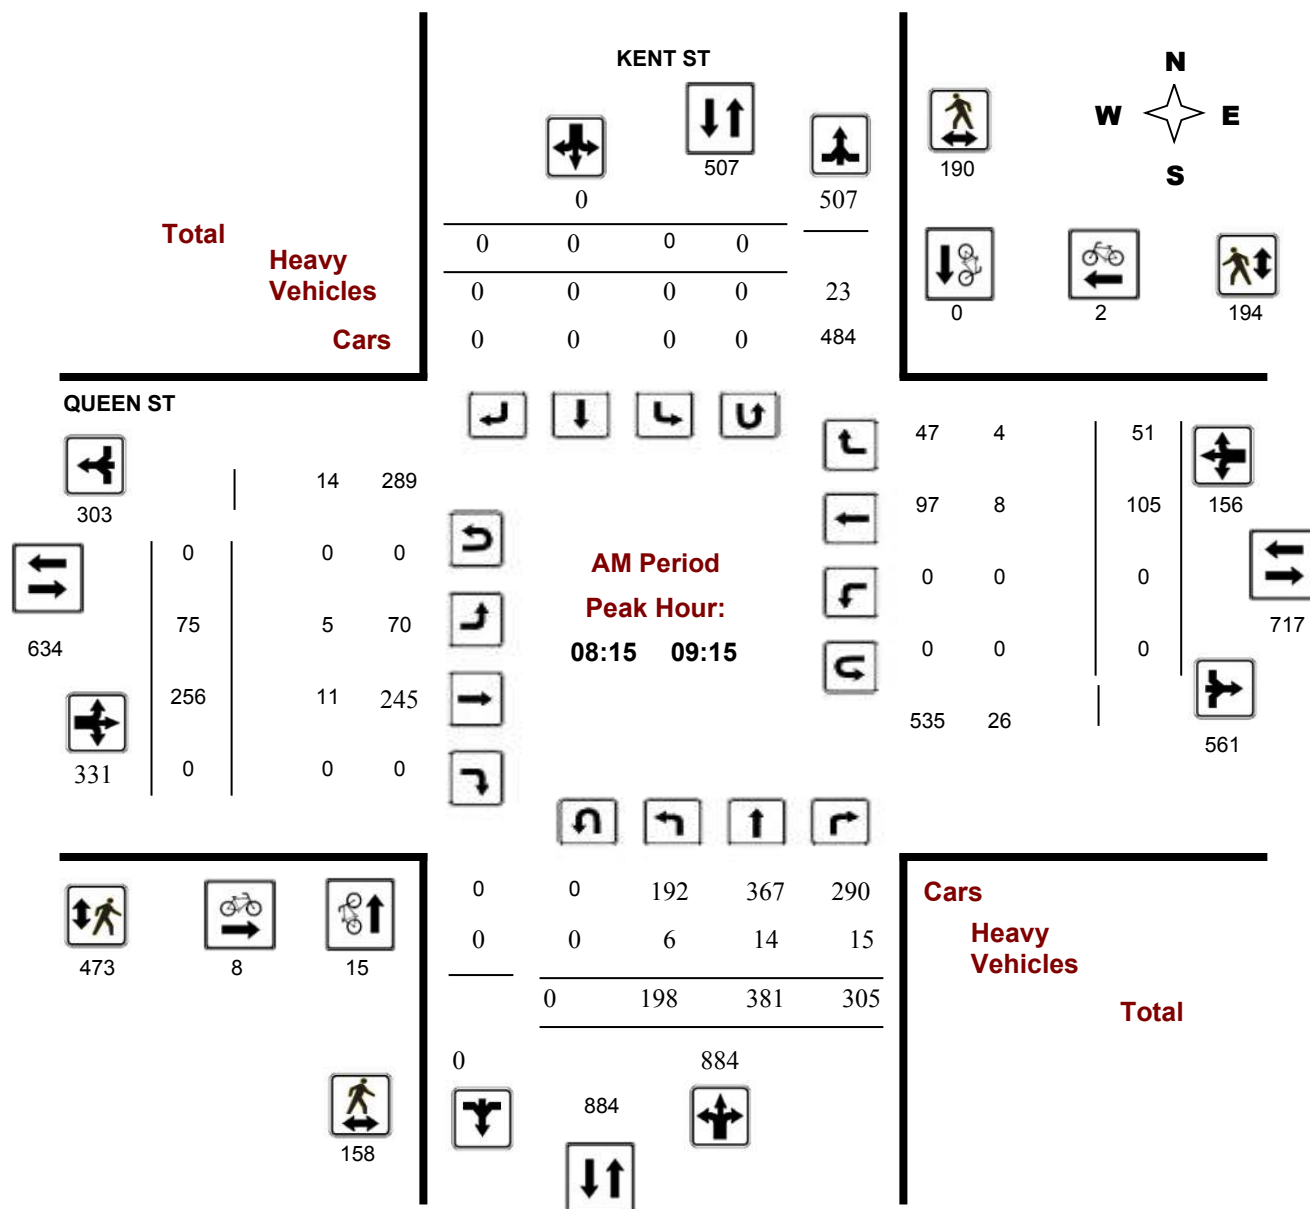 KENT ST
N
W E
S
507
190
0 507
Total 0 0 0 0
Heavy
Vehicles 0 0 0 0 23
Cars 0 0 0 0 484
0 2 194
QUEEN ST
47 4 51
14 289
303
97 8 105 156
0 0 0
AM Period
0 0 0
Peak Hour:
75 5 70
634
08:15 09:15
0 0 0
717
256 11 245
535 26
561
331 0 0 0
0 0 192 367 290
Cars
0 0 6 14 15
Heavy
Vehicles
473 8 15
0 198 381 305
Total
0 884
884
158